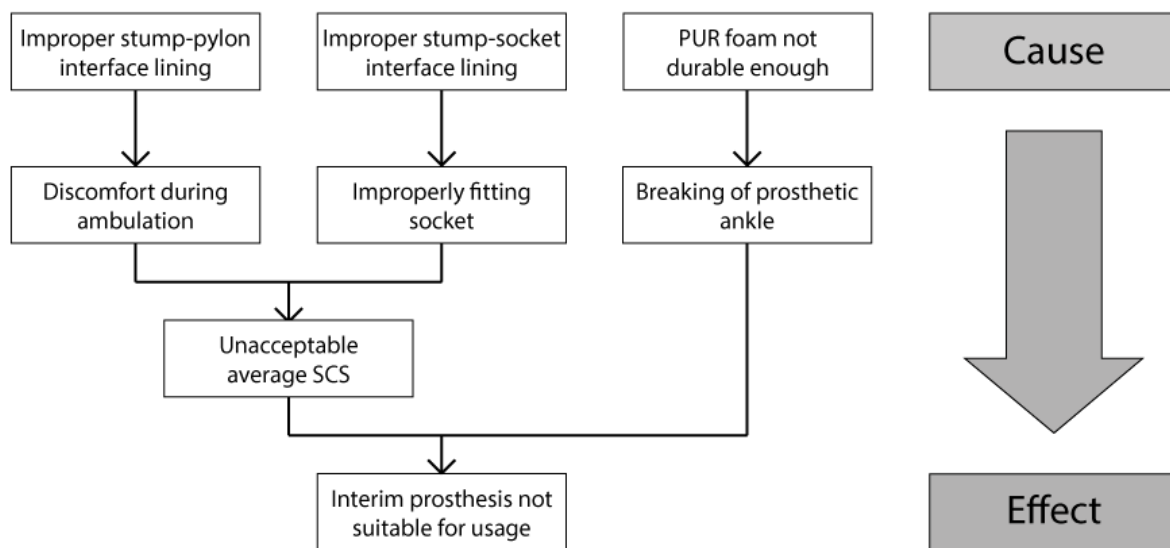 Improper stump-pylon
interface lining
Improper stump-socket
interface lining
PUR foam not
durable enough
Cause
Discomfort during
ambulation
Improperly fitting
socket
Breaking of prosthetic
ankle
Unacceptable
average SCS
Interim prosthesis not
suitable for usage
Effect